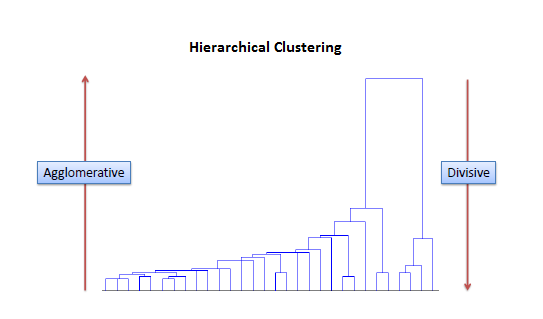 Hierarchical Clustering
Agglomerative
Divisive